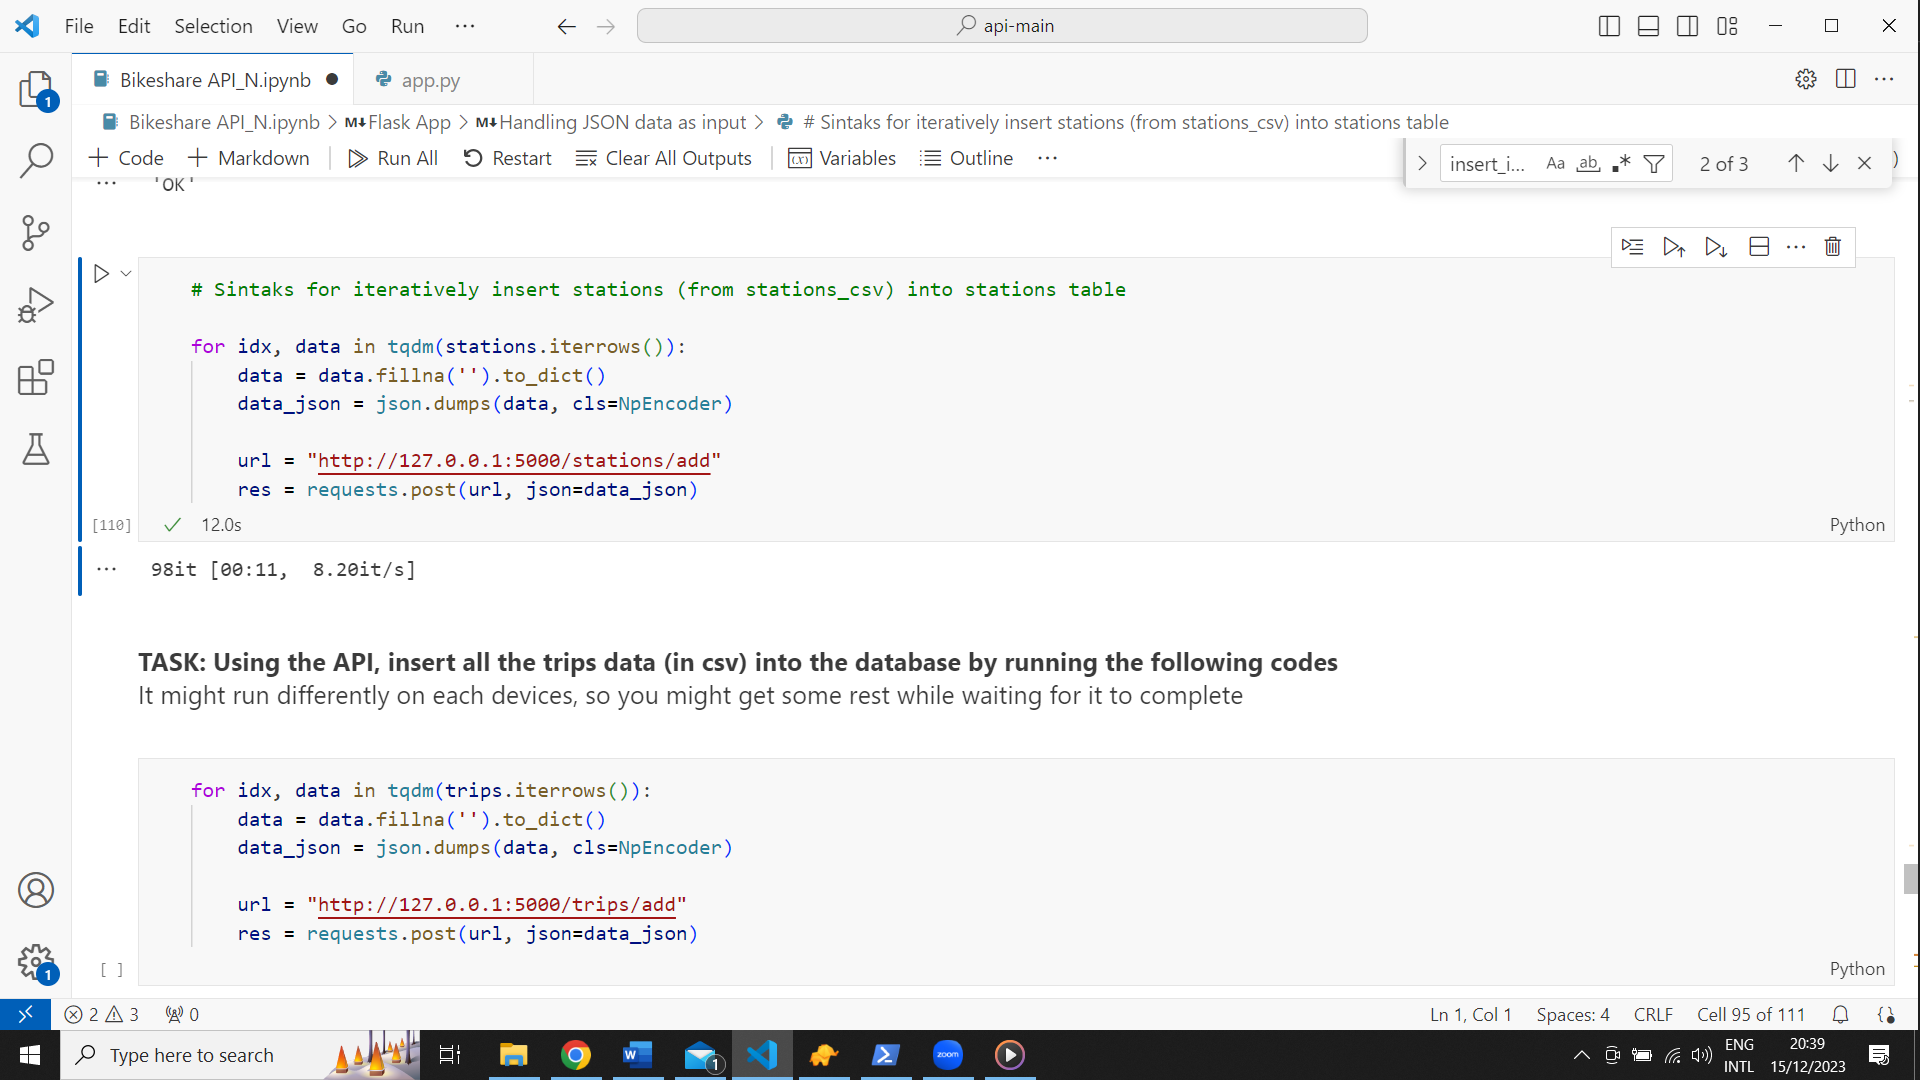 File Edit Selection View Go Run ···
api-main
Bikeshare API_N.ipynb
app.py
Bikeshare API_N.ipynb > M↓ Flask App > M↓ Handling JSON data as input > # Sintaks for iteratively insert stations (from stations_csv) into stations table
+ Code + Markdown Run All Restart Clear All Outputs Variables Outline ···
insert_i... Aa ab 2 of 3
'OK'
# Sintaks for iteratively insert stations (from stations_csv) into stations table
for idx, data in tqdm(stations.iterrows()):
data = data.fillna('').to_dict()
data_json = json.dumps(data, cls=NpEncoder)
url = "http://127.0.0.1:5000/stations/add"
res = requests.post(url, json=data_json)
[110] 12.0s Python
98it [00:11, 8.20it/s]
TASK: Using the API, insert all the trips data (in csv) into the database by running the following codes
It might run differently on each devices, so you might get some rest while waiting for it to complete
for idx, data in tqdm(trips.iterrows()):
data = data.fillna('').to_dict()
data_json = json.dumps(data, cls=NpEncoder)
url = "http://127.0.0.1:5000/trips/add"
res = requests.post(url, json=data_json)
[ ] Python
1
1
2 3 0 Ln 1, Col 1 Spaces: 4 CRLF Cell 95 of 111
Type here to search
W
1
zoom
ENG
INTL
20:39
15/12/2023